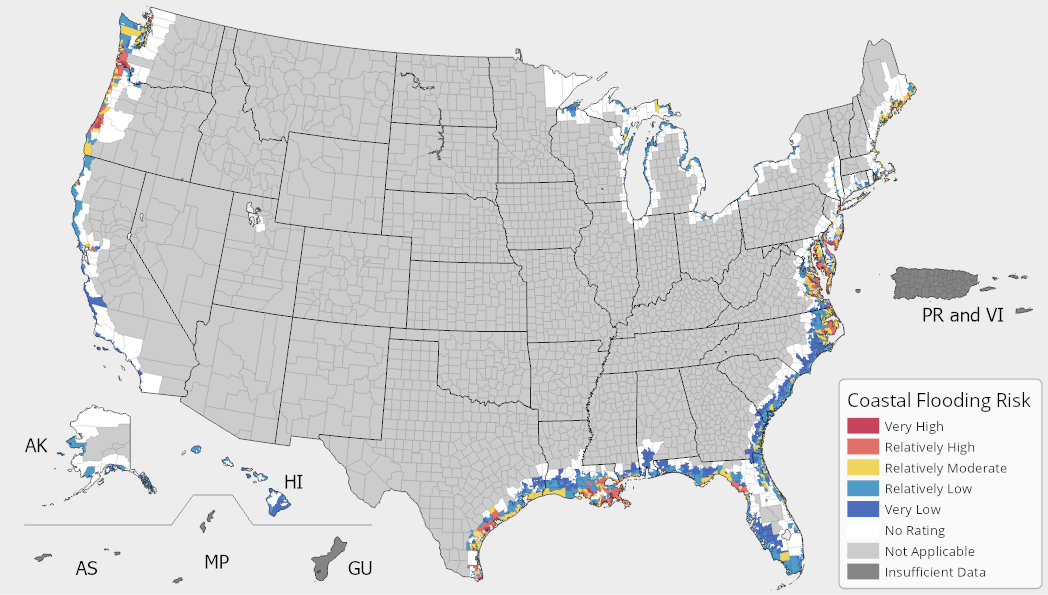 PR and VI
Coastal Flooding Risk
Very High
Relatively High
Relatively Moderate
Relatively Low
Very Low
No Rating
Not Applicable
Insufficient Data
AK
HI
AS
MP
GU